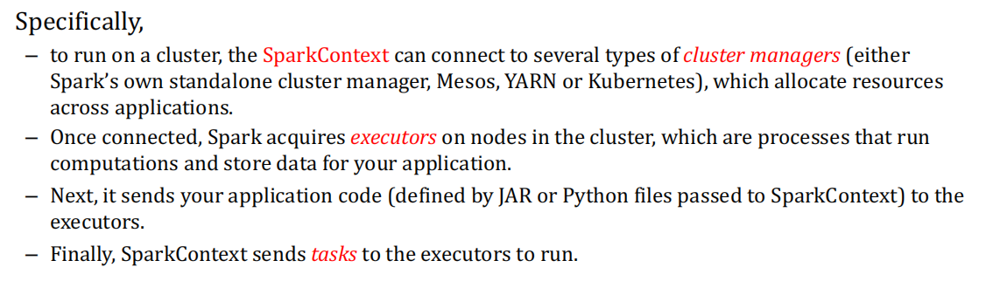 Specifically,
– to run on a cluster, the SparkContext can connect to several types of cluster managers (either
Spark’s own standalone cluster manager, Mesos, YARN or Kubernetes), which allocate resources
across applications.
– Once connected, Spark acquires executors on nodes in the cluster, which are processes that run
computations and store data for your application.
– Next, it sends your application code (defined by JAR or Python files passed to SparkContext) to the
executors.
– Finally, SparkContext sends tasks to the executors to run.